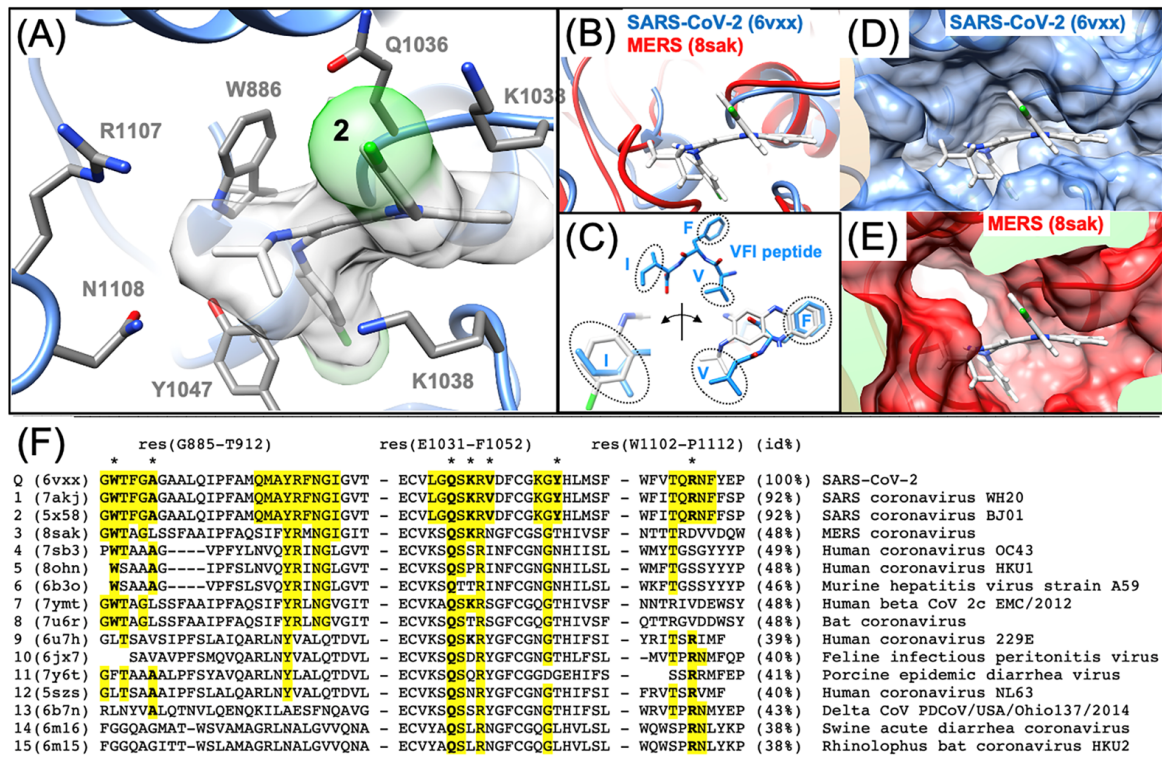 (A)
Q1036
W886
K1038
R1107
2
N1108
Y1047
K1038
(B)
SARS-CoV-2 (6vxx)
MERS (8sak)
(C)
F
VFI peptide
I
V
I
F
V
(D)
SARS-CoV-2 (6vxx)
(E)
MERS (8sak)
(F)
res(G885-T912) res(E1031-F1052) res(W1102-P1112) (id%)
* * * * * * *
Q (6vxx) GWTFGAGAALQIPFAMQMAYRFNGIGVT - ECVLGQSKRVDFCGKGYHLMSF - WFVTQRNFYEP (100%) SARS-CoV-2
1 (7akj) GWTFGAGAALQIPFAMQMAYRFNGIGVT - ECVLGQSKRVDFCGKGYHLMSF - WFITQRNFFSP (92%) SARS coronavirus WH20
2 (5x58) GWTFGAGAALQIPFAMQMAYRFNGIGVT - ECVLGQSKRVDFCGKGYHLMSF - WFITQRNFFSP (92%) SARS coronavirus BJ01
3 (8sak) GWTAGLSSFAAIPFAQSIFYRMNGIGIT - ECVKSQSKRSGFCGQGTHIVSF - NTTTRDVVDQW (48%) MERS coronavirus
4 (7sb3) PWTAAAG----VPFYLNVQYRINGLGVT - ECVKSQSSRINFCGNGNHIISL - WMYTGSGYYYP (49%) Human coronavirus OC43
5 (8ohn) WSAAAG----IPFSLNVQYRINGLGVT - ECVKSQSPRINFCGNGNHILSL - WMFTGSSYYYP (48%) Human coronavirus HKU1
6 (6b3o) WSAAAG----VPFSLSVQYRINGLGVT - ECVKSQTTRINFCGNGNHILSL - WKFTGSSYYYP (46%) Murine hepatitis virus strain A59
7 (7ymt) GWTAGLSSFAAIPFAQSIFYRLNGVGIT - ECVKAQSKRSGFCGQGTHIVSF - NNTRIVDEWSY (48%) Human beta CoV 2c EMC/2012
8 (7u6r) GWTAGLSSFAAIPFAQSIFYRLNGVGIT - ECVKSQSTRSGFCGQGTHIVSF - QTTRGVDDWSY (48%) Bat coronavirus
9 (6u7h) GLTSAVSIPFSLAIQARLNYVALQTDVL - ECVKSQSKRYGFCGNGTHIFSI - YRITSRIMF (39%) Human coronavirus 229E
10(6jx7) SAVAVPFSMQVQARLNYVALQTDVL - ECVKSQSDRYGFCGNGTHLFSL - -MVTPRNMFQP (40%) Feline infectious peritonitis virus
11(7y6t) GFTAAAALPFSYAVQARLNYLALQTDVL - ECVKSQSQRYGFCGGDGEHIFS - SSRRMFEP (41%) Porcine epidemic diarrhea virus
12(5szs) GLTSAAAIPFSLALQARLNYVALQTDVL - ECVKSQSKRYGFCGNGTHIFSI - FRVTSRVMF (40%) Human coronavirus NL63
13(6b7n) RLNYVALQTNVLQENQKILAESFNQAVG - ECVKSQSNRYGFCGNGTHLFSL - WRVTPRNMYEP (43%) Delta CoV PDCoV/USA/Ohio137/2014
14(6m16) FGGQAGMAT-WSVAMAGRLNALGVVQNA - ECVYAQSLRNGFCGQGLHVLSL - WQWSPRNLYKP (38%) Swine acute diarrhea coronavirus
15(6m15) FGGQAGITT-WSLAMAGRLNALGVVQNA - ECVYAQSLRNGFCGQGLHVLSL - WQWSPRNLYKP (38%) Rhinolophus bat coronavirus HKU2